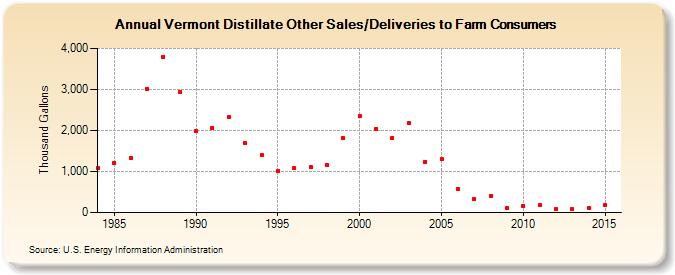 Annual Vermont Distillate Other Sales/Deliveries to Farm Consumers
Thousand Gallons
4,000
3,000
2,000
1,000
0
1985 1990 1995 2000 2005 2010 2015
Source: U.S. Energy Information Administration